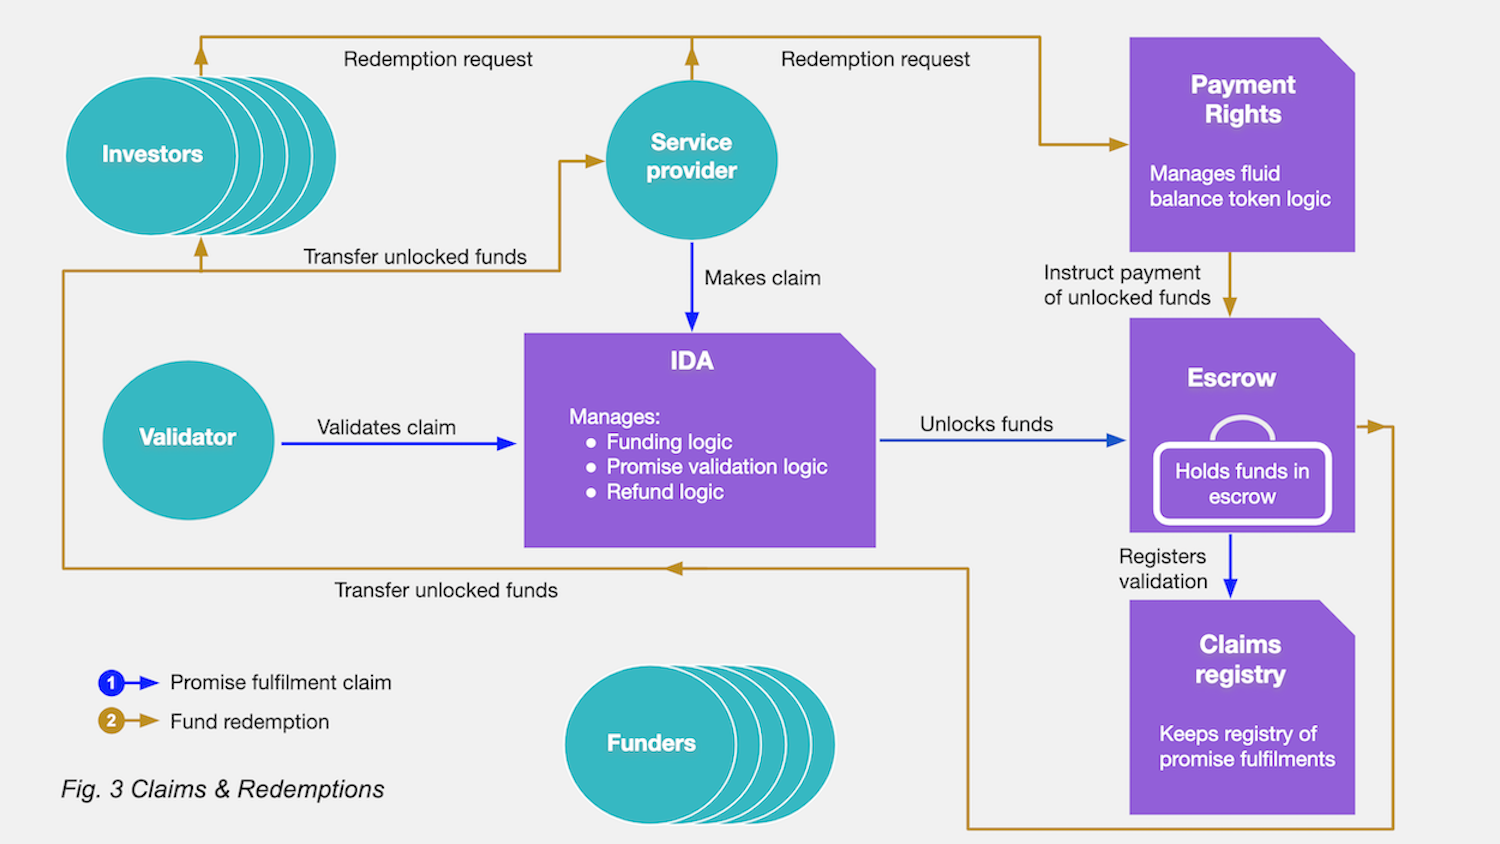 Redemption request
Redemption request
Payment
Rights
Manages fluid
balance token logic
Investors
Service
provider
Transfer unlocked funds
Makes claim
Instruct payment
of unlocked funds
IDA
Manages:
● Funding logic
● Promise validation logic
● Refund logic
Validator
Validates claim
Unlocks funds
Escrow
Holds funds in
escrow
Registers
validation
Transfer unlocked funds
Claims
registry
Keeps registry of
promise fulfilments
1 Promise fulfilment claim
2 Fund redemption
Funders
Fig. 3 Claims & Redemptions